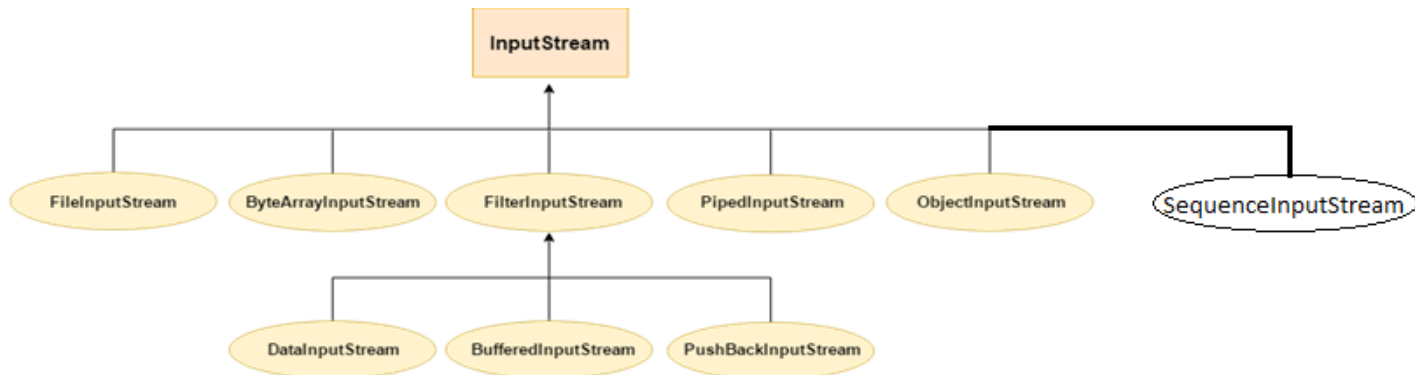 InputStream
FileInputStream
ByteArrayInputStream
FilterInputStream
PipedInputStream
ObjectInputStream
SequenceInputStream
DataInputStream
BufferedInputStream
PushBackInputStream